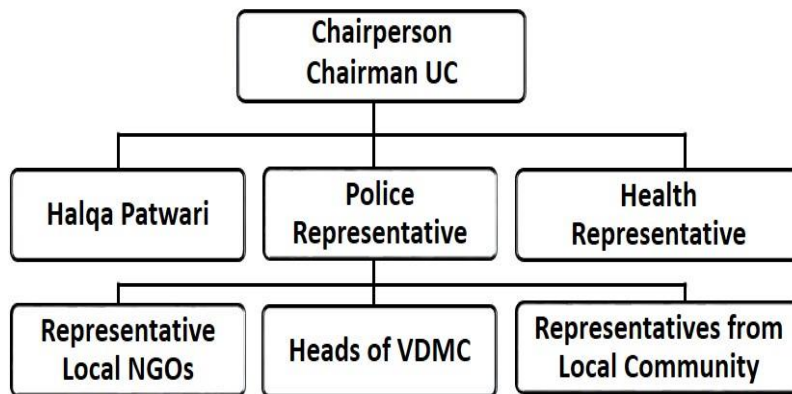 Chairperson
Chairman UC
Halqa Patwari
Police
Representative
Health
Representative
Representative
Local NGOs
Heads of VDMC
Representatives from
Local Community